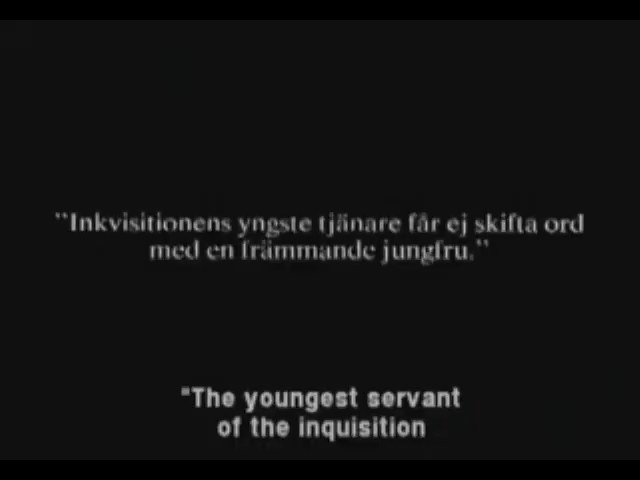 "Inkvisitionens yngste tjänare får ej skifta ord
med en främmande jungfru."
"The youngest servant
of the inquisition